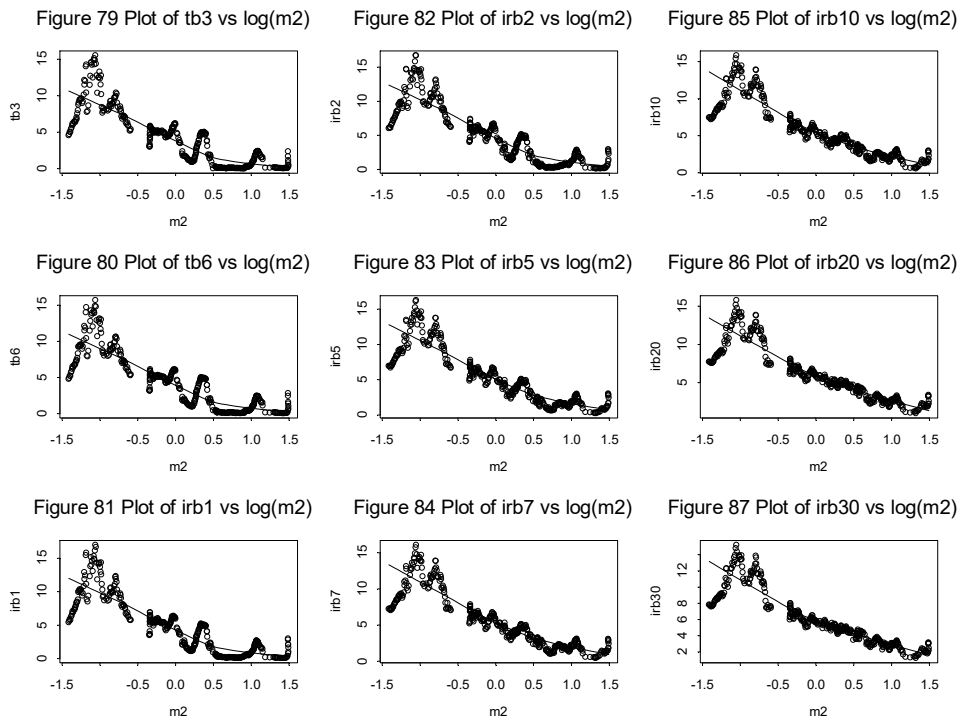 Figure 79 Plot of tb3 vs log(m2)
Figure 82 Plot of irb2 vs log(m2)
Figure 85 Plot of irb10 vs log(m2)
tb3
0 5 10 15
-1.5 -0.5 0.0 0.5 1.0 1.5
m2
irb2
0 5 10 15
-1.5 -0.5 0.0 0.5 1.0 1.5
m2
irb10
0 5 10 15
-1.5 -0.5 0.0 0.5 1.0 1.5
m2
Figure 80 Plot of tb6 vs log(m2)
Figure 83 Plot of irb5 vs log(m2)
Figure 86 Plot of irb20 vs log(m2)
tb6
0 5 10 15
-1.5 -0.5 0.0 0.5 1.0 1.5
m2
irb5
0 5 10 15
-1.5 -0.5 0.0 0.5 1.0 1.5
m2
irb20
5 10 15
-1.5 -0.5 0.0 0.5 1.0 1.5
m2
Figure 81 Plot of irb1 vs log(m2)
Figure 84 Plot of irb7 vs log(m2)
Figure 87 Plot of irb30 vs log(m2)
irb1
0 5 10 15
-1.5 -0.5 0.0 0.5 1.0 1.5
m2
irb7
0 5 10 15
-1.5 -0.5 0.0 0.5 1.0 1.5
m2
irb30
2 4 6 8 12
-1.5 -0.5 0.0 0.5 1.0 1.5
m2